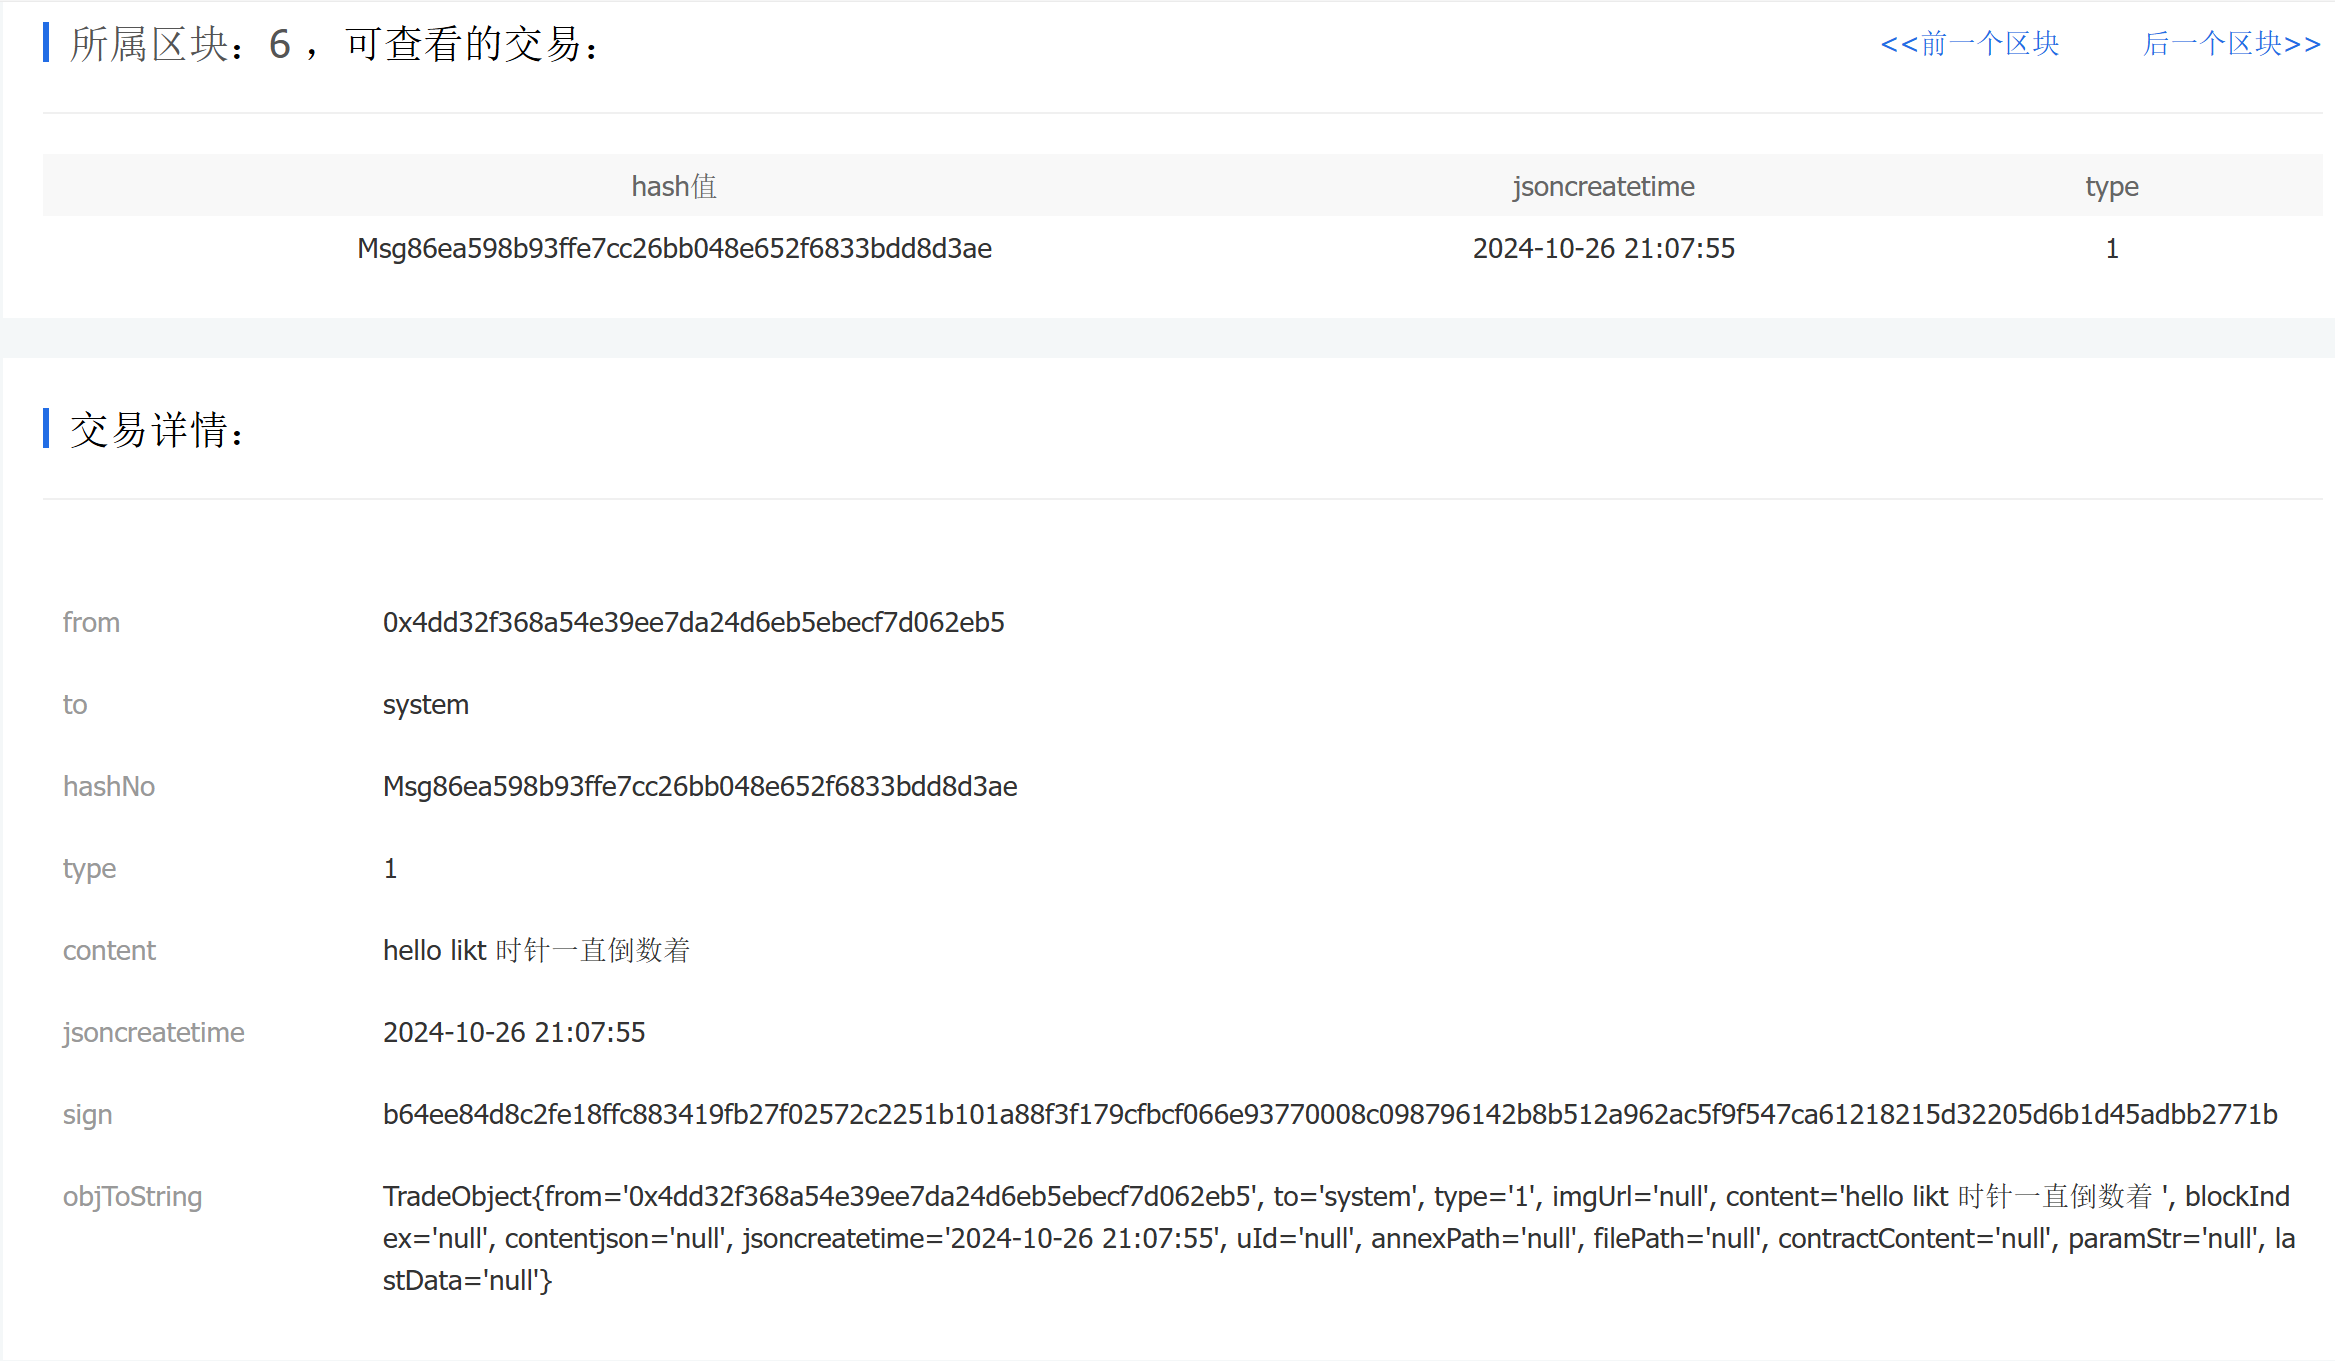 所属区块：6 ，可查看的交易：
<<前一个区块 后一个区块>>
hash值 jsoncreatetime type
Msg86ea598b93ffe7cc26bb048e652f6833bdd8d3ae 2024-10-26 21:07:55 1
交易详情：
from 0x4dd32f368a54e39ee7da24d6eb5ebecf7d062eb5
to system
hashNo Msg86ea598b93ffe7cc26bb048e652f6833bdd8d3ae
type 1
content hello likt 时针一直倒数着
jsoncreatetime 2024-10-26 21:07:55
sign b64ee84d8c2fe18ffc883419fb27f02572c2251b101a88f3f179cfbcf066e93770008c098796142b8b512a962ac5f9f547ca61218215d32205d6b1d45adbb2771b
objToString TradeObject{from='0x4dd32f368a54e39ee7da24d6eb5ebecf7d062eb5', to='system', type='1', imgUrl='null', content='hello likt 时针一直倒数着 ', blockInd
ex='null', contentjson='null', jsoncreatetime='2024-10-26 21:07:55', uId='null', annexPath='null', filePath='null', contractContent='null', paramStr='null', la
stData='null'}